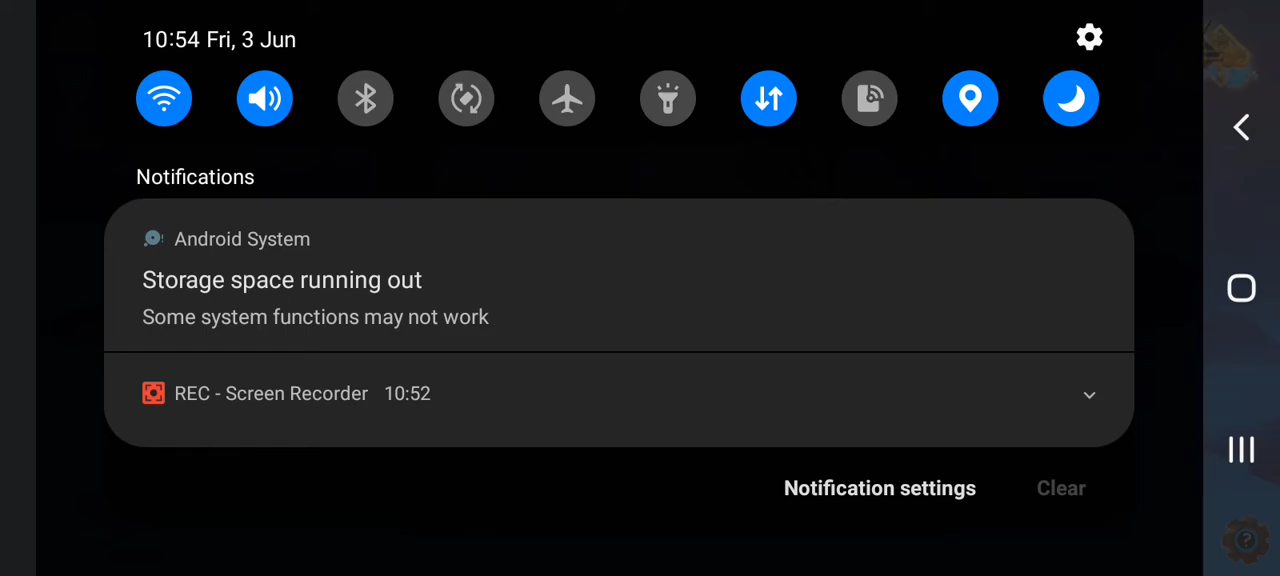 10:54 Fri, 3 Jun
Notifications
Android System
Storage space running out
Some system functions may not work
REC - Screen Recorder 10:52
Notification settings
Clear
?